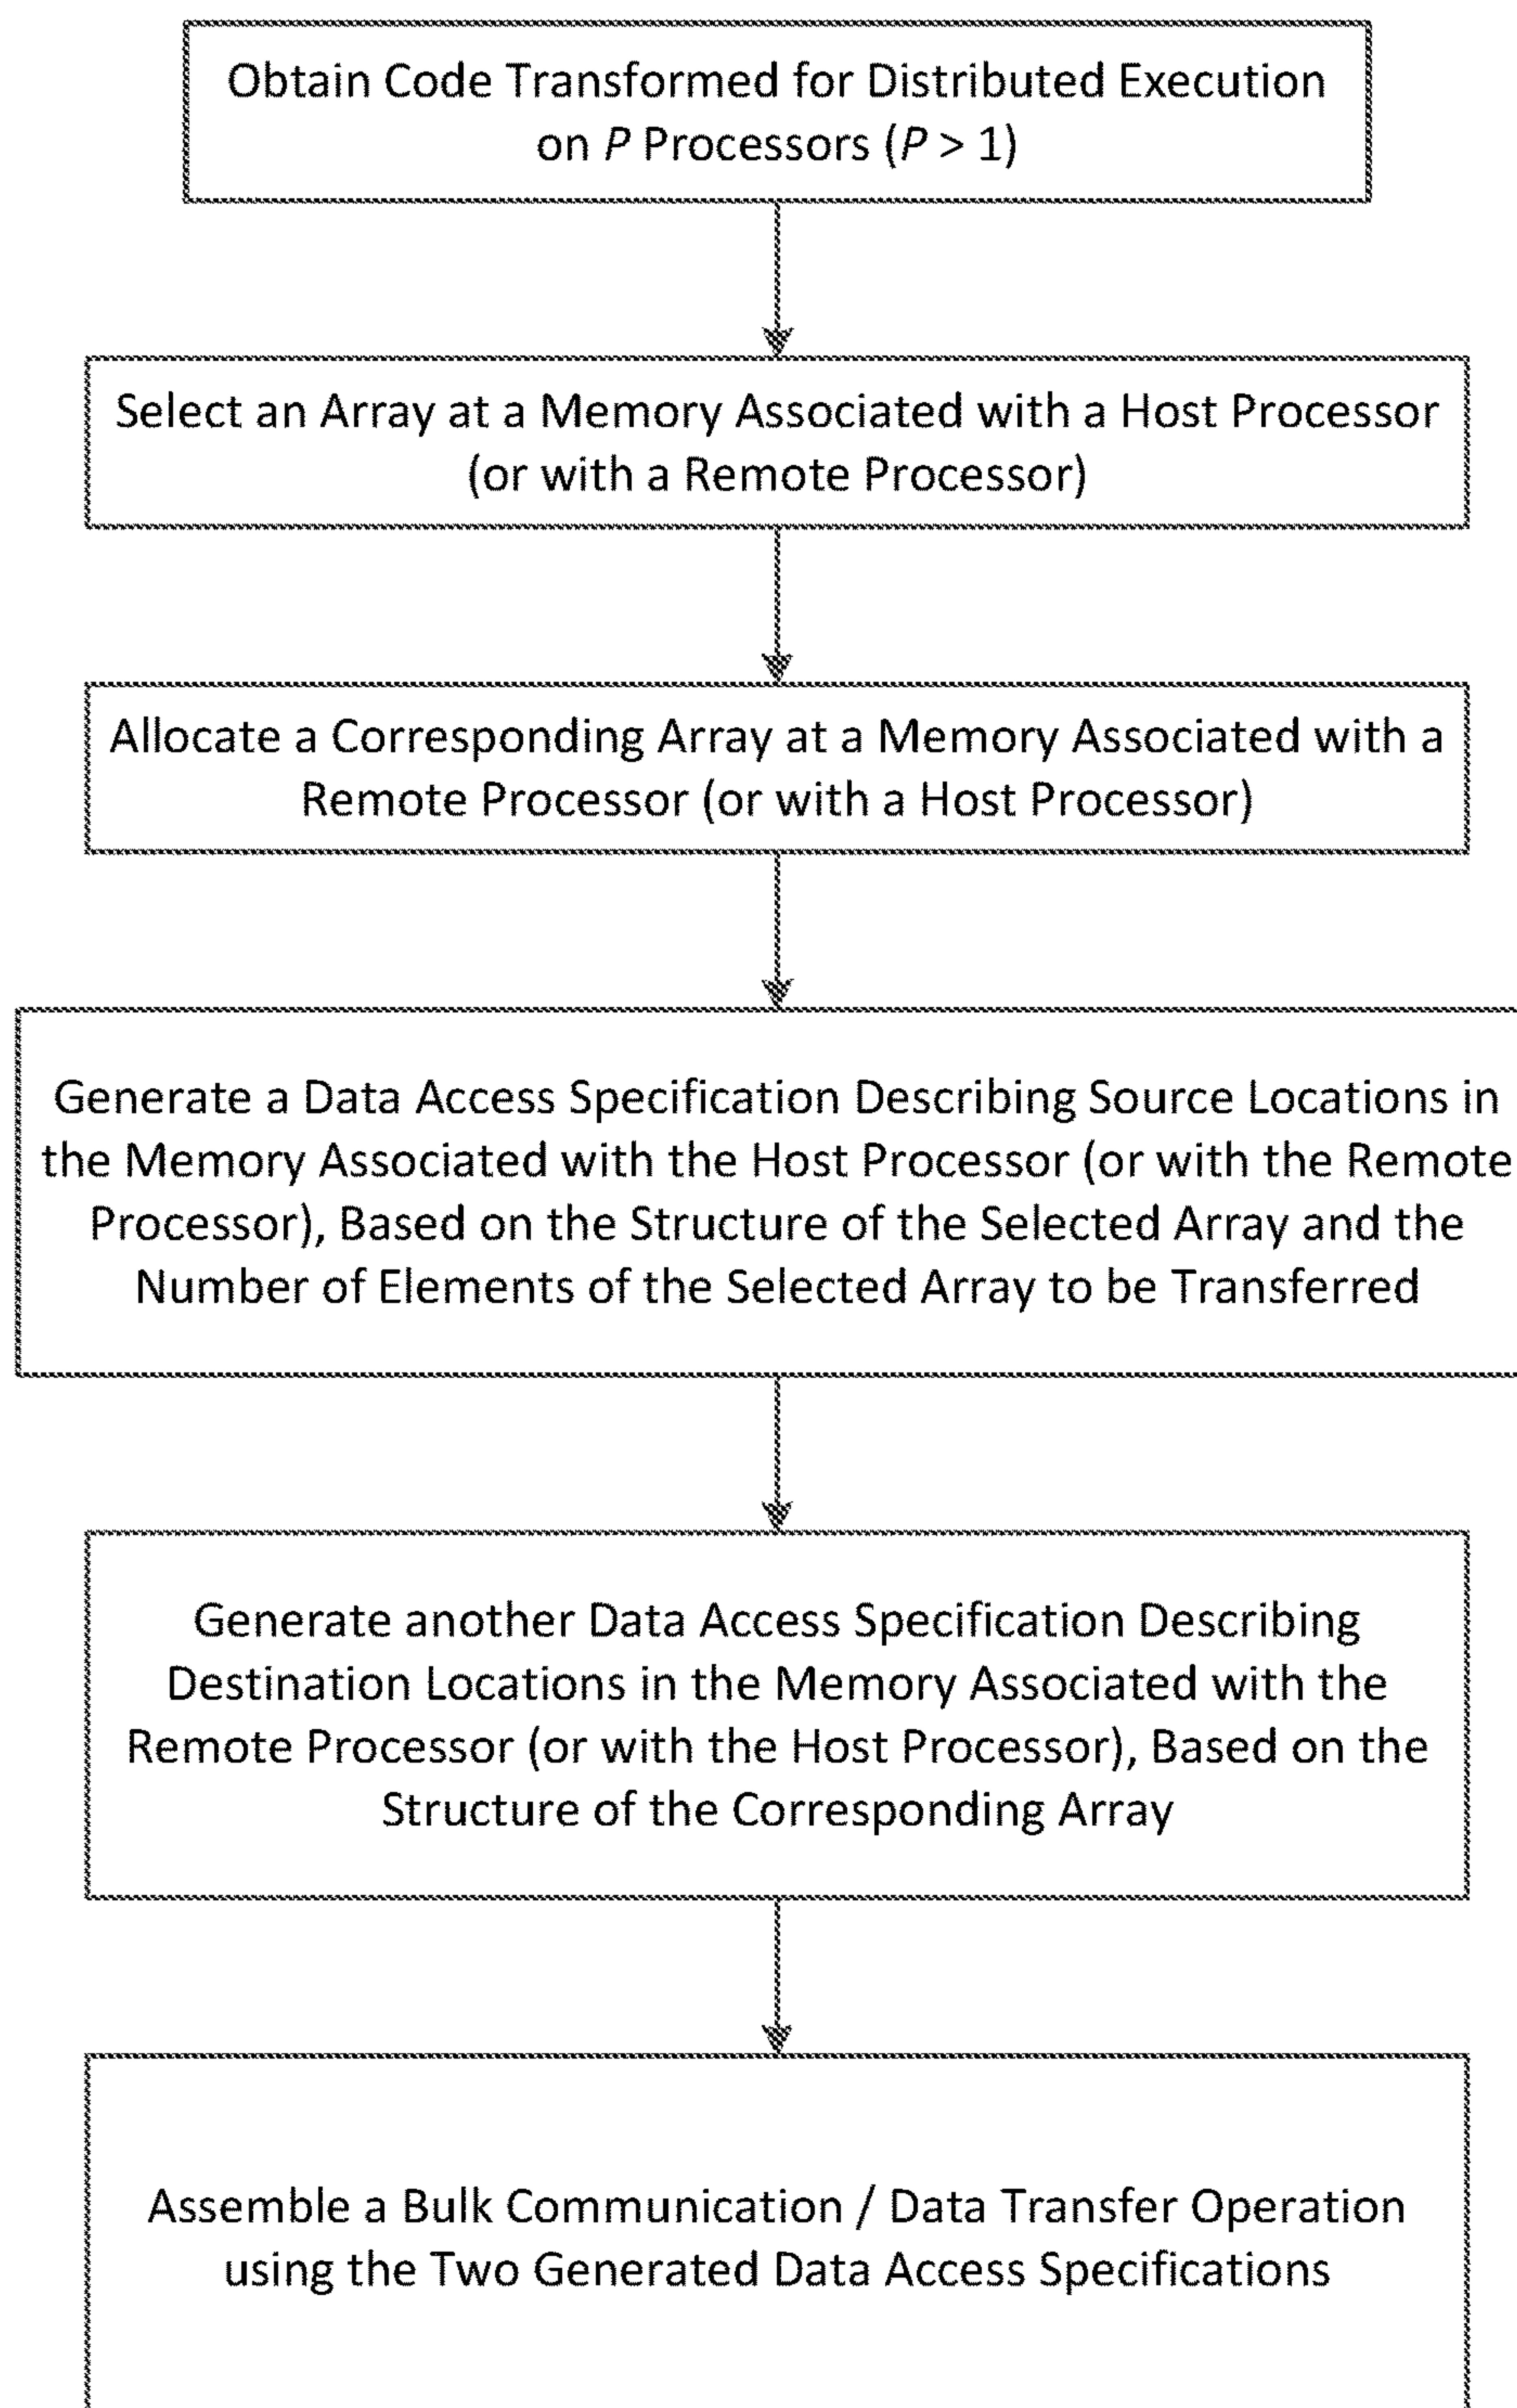 Obtain Code Transformed for Distributed Execution
on P Processors (P > 1)
Select an Array at a Memory Associated with a Host Processor
(or with a Remote Processor)
Allocate a Corresponding Array at a Memory Associated with a
Remote Processor (or with a Host Processor)
Generate a Data Access Specification Describing Source Locations in
the Memory Associated with the Host Processor (or with the Remote
Processor), Based on the Structure of the Selected Array and the
Number of Elements of the Selected Array to be Transferred
Generate another Data Access Specification Describing
Destination Locations in the Memory Associated with the
Remote Processor (or with the Host Processor), Based on the
Structure of the Corresponding Array
Assemble a Bulk Communication / Data Transfer Operation
using the Two Generated Data Access Specifications